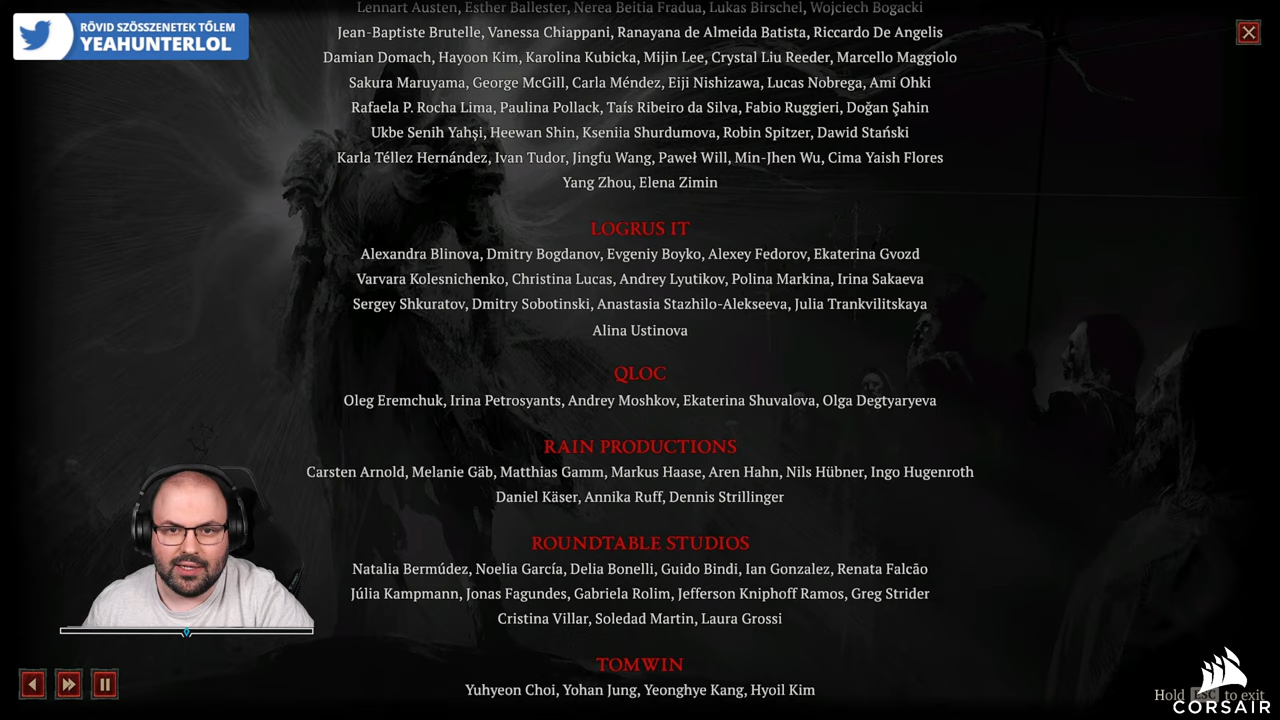 RÖVID SZÖSSZENETEK TŐLEM
YEAHUNTERLOL
Lennart Austen, Esther Ballester, Nerea Beitia Fradua, Lukas Birschel, Wojciech Bogacki
Jean-Baptiste Brutelle, Vanessa Chiappani, Ranayana de Almeida Batista, Riccardo De Angelis
Damian Domach, Hayoon Kim, Karolina Kubicka, Mijin Lee, Crystal Liu Reeder, Marcello Maggiolo
Sakura Maruyama, George McGill, Carla Méndez, Eiji Nishizawa, Lucas Nobrega, Ami Ohki
Rafaela P. Rocha Lima, Paulina Pollack, Taís Ribeiro da Silva, Fabio Ruggieri, Doğan Şahin
Ukbe Senih Yahşi, Heewan Shin, Kseniia Shurdumova, Robin Spitzer, Dawid Stański
Karla Téllez Hernández, Ivan Tudor, Jingfu Wang, Paweł Will, Min-Jhen Wu, Cima Yaish Flores
Yang Zhou, Elena Zimin
LOGRUS IT
Alexandra Blinova, Dmitry Bogdanov, Evgeniy Boyko, Alexey Fedorov, Ekaterina Gvozd
Varvara Kolesnichenko, Christina Lucas, Andrey Lyutikov, Polina Markina, Irina Sakaeva
Sergey Shkuratov, Dmitry Sobotinski, Anastasia Stazhilo-Alekseeva, Julia Trankvilitskaya
Alina Ustinova
QLOC
Oleg Eremchuk, Irina Petrosyants, Andrey Moshkov, Ekaterina Shuvalova, Olga Degtyaryeva
RAIN PRODUCTIONS
Carsten Arnold, Melanie Gäb, Matthias Gamm, Markus Haase, Aren Hahn, Nils Hübner, Ingo Hugenroth
Daniel Käser, Annika Ruff, Dennis Strillinger
ROUNDTABLE STUDIOS
Natalia Bermúdez, Noelia García, Delia Bonelli, Guido Bindi, Ian Gonzalez, Renata Falcão
Júlia Kampmann, Jonas Fagundes, Gabriela Rolim, Jefferson Kniphoff Ramos, Greg Strider
Cristina Villar, Soledad Martin, Laura Grossi
TOMWIN
Yuhyeon Choi, Yohan Jung, Yeonghye Kang, Hyoil Kim
Hold ESC to exit
CORSAIR